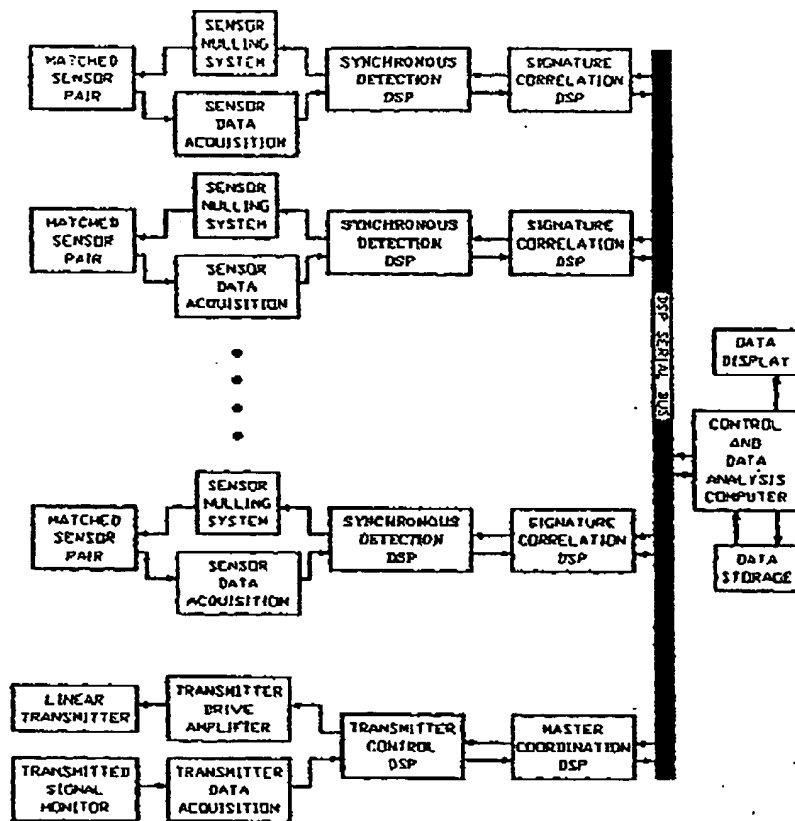 SENSOR
NULLING
SYSTEM
MATCHED
SENSOR
PAIR
SENSOR
DATA
ACQUISITION
SYNCHRONOUS
DETECTION
DSP
SIGNATURE
CORRELATION
DSP
SENSOR
NULLING
SYSTEM
MATCHED
SENSOR
PAIR
SENSOR
DATA
ACQUISITION
SYNCHRONOUS
DETECTION
DSP
SIGNATURE
CORRELATION
DSP
DSP SERIAL BUS
DATA
DISPLAY
CONTROL
AND
DATA
ANALYSIS
COMPUTER
DATA
STORAGE
SENSOR
NULLING
SYSTEM
MATCHED
SENSOR
PAIR
SENSOR
DATA
ACQUISITION
SYNCHRONOUS
DETECTION
DSP
SIGNATURE
CORRELATION
DSP
LINEAR
TRANSMITTER
TRANSMITTER
DRIVE
AMPLIFIER
TRANSMITTED
SIGNAL
MONITOR
TRANSMITTER
DATA
ACQUISITION
TRANSMITTER
CONTROL
DSP
MASTER
COORDINATION
DSP